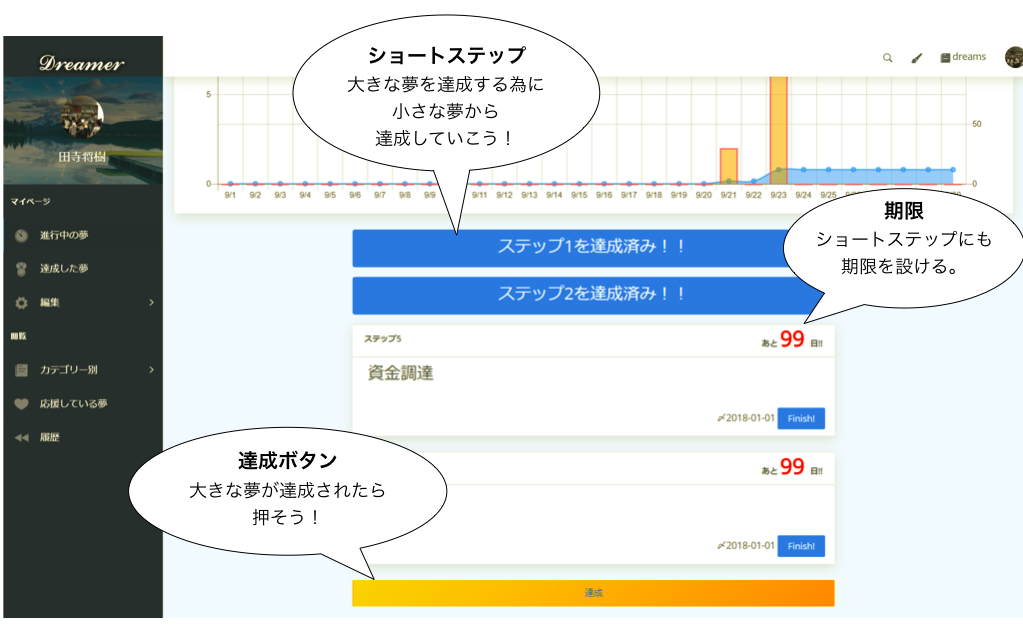 Dreamer
田寺将樹
マイページ
進行中の夢
達成した夢
編集
閲覧
カテゴリー別
応援している夢
履歴
dreams
ショートステップ
大きな夢を達成する為に
小さな夢から
達成していこう！
5
0
50
0
9/1 9/2 9/3 9/4 9/5 9/6 9/7 9/8 9/9 9/11 9/12 9/13 9/14 9/15 9/16 9/17 9/18 9/19 9/20 9/21 9/22 9/23 9/24 9/25
期限
ショートステップにも
期限を設ける。
ステップ1を達成済み！！
ステップ2を達成済み！！
ステップ5
あと 99 日!!
資金調達
〆2018-01-01 Finish!
あと 99 日!!
〆2018-01-01 Finish!
達成ボタン
大きな夢が達成されたら
押そう！
達成